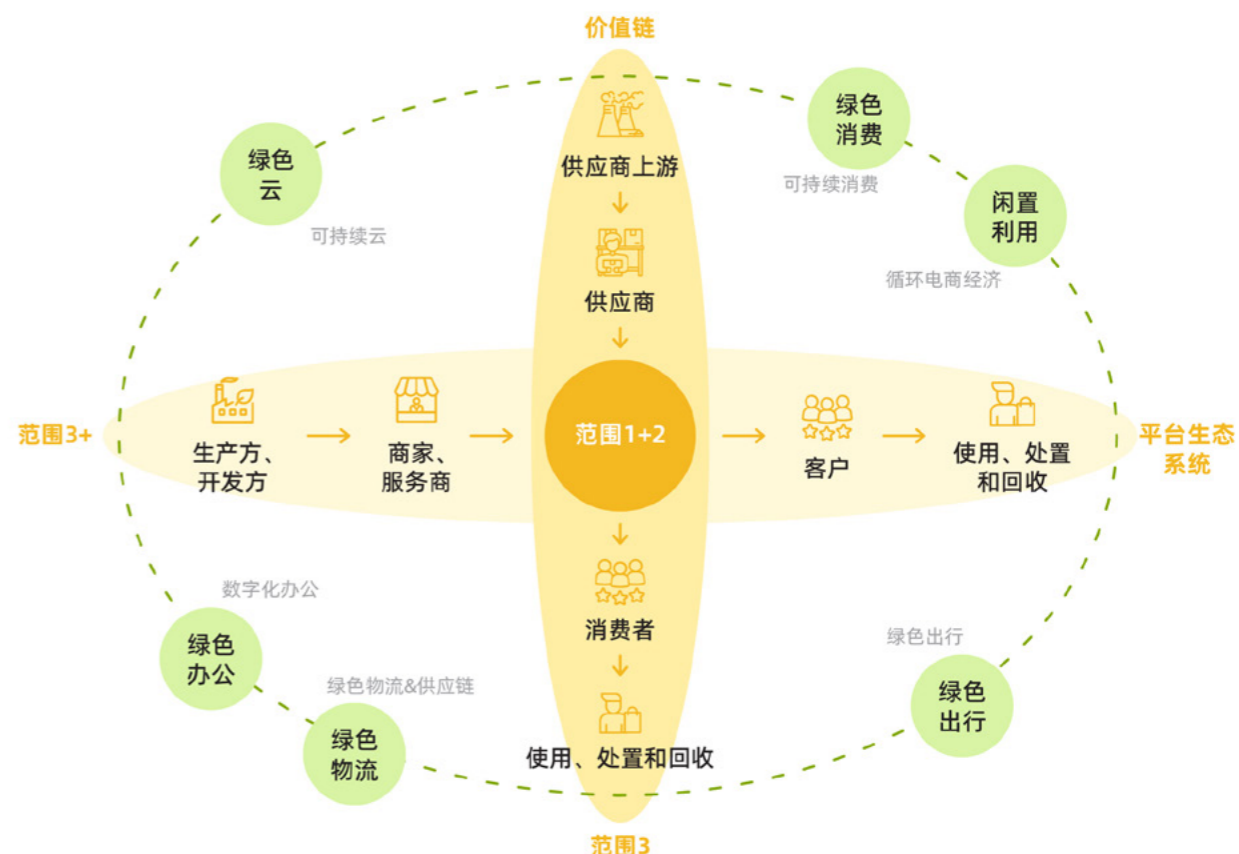 价值链
绿色
消费
供应商上游
绿色
云
可持续消费
闲置
利用
可持续云
循环电商经济
供应商
范围3+
生产方、
开发方
商家、
服务商
范围1+2
客户
使用、处置
和回收
平台生态
系统
数字化办公
消费者
绿色
办公
绿色出行
绿色物流&供应链
绿色
出行
绿色
物流
使用、处置和回收
范围3